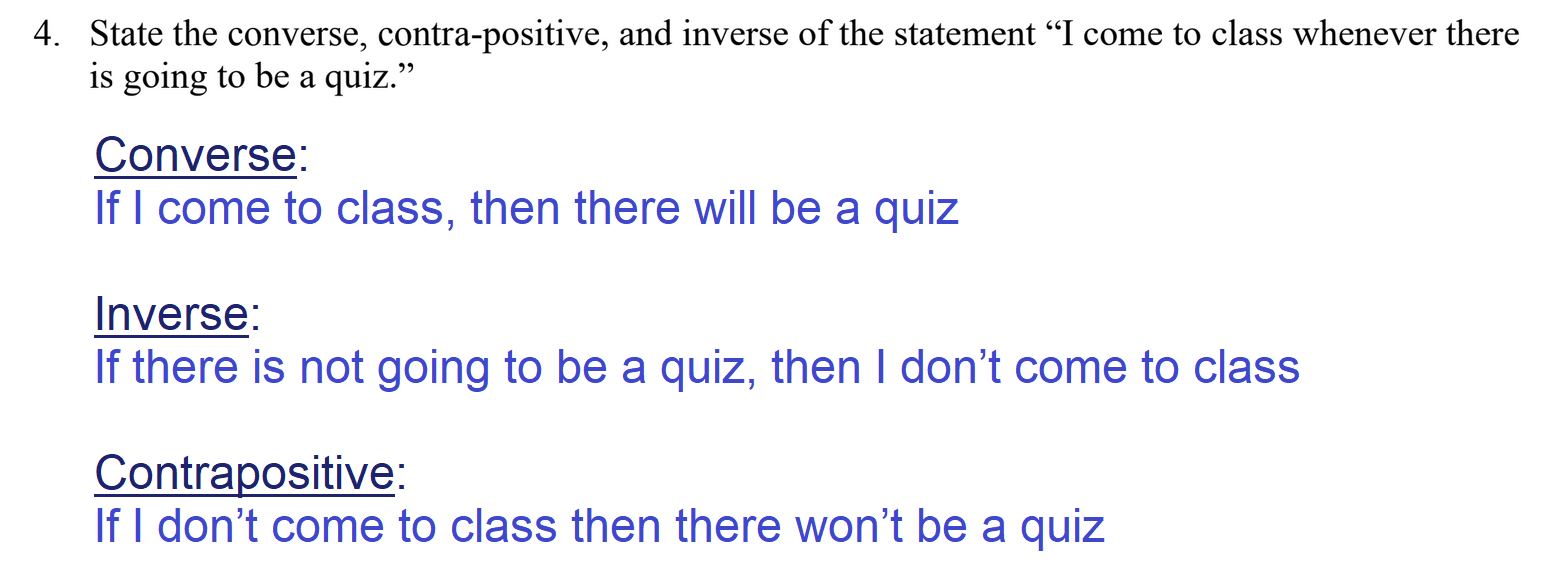 4. State the converse, contra-positive, and inverse of the statement “I come to class whenever there
is going to be a quiz.”
Converse:
If I come to class, then there will be a quiz
Inverse:
If there is not going to be a quiz, then I don’t come to class
Contrapositive:
If I don’t come to class then there won’t be a quiz